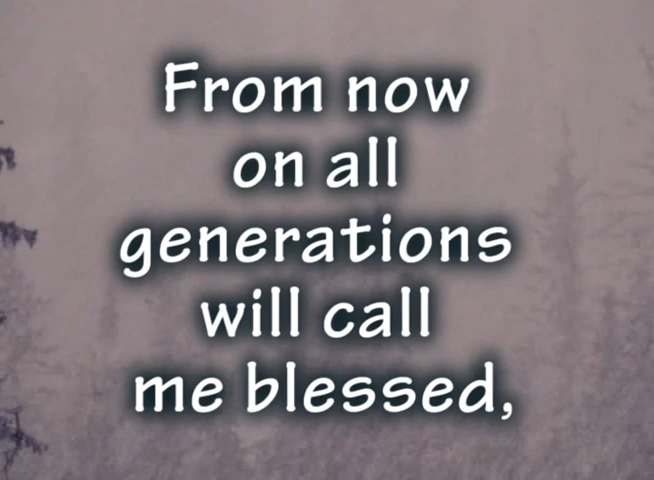 From now
on all
generations
will call
me blessed,